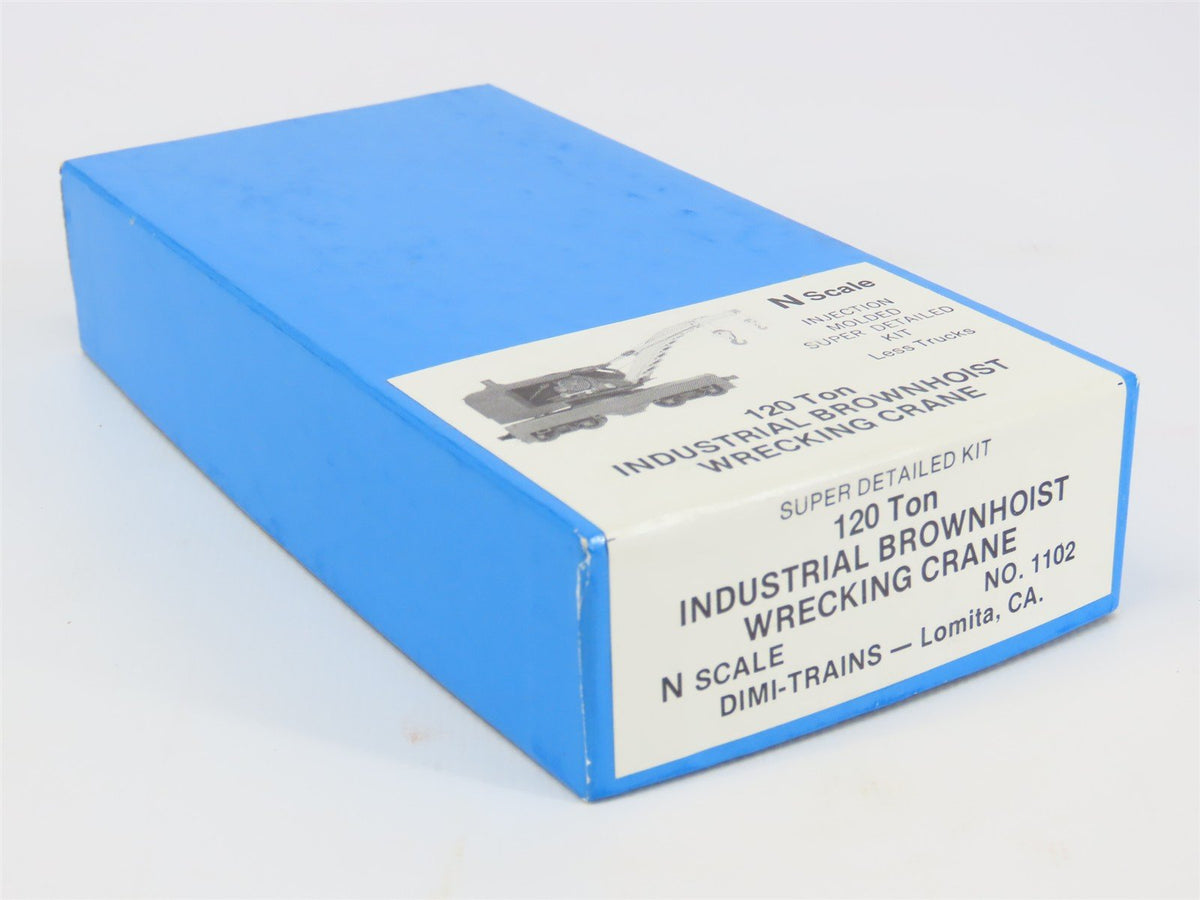 N Scale
INJECTION
MOLDED
SUPER DETAILED
KIT
Less Trucks
120 Ton
INDUSTRIAL BROWNHOIST
WRECKING CRANE
SUPER DETAILED KIT
120 Ton
INDUSTRIAL BROWNHOIST
WRECKING CRANE
NO. 1102
N SCALE
DIMI-TRAINS — Lomita, CA.